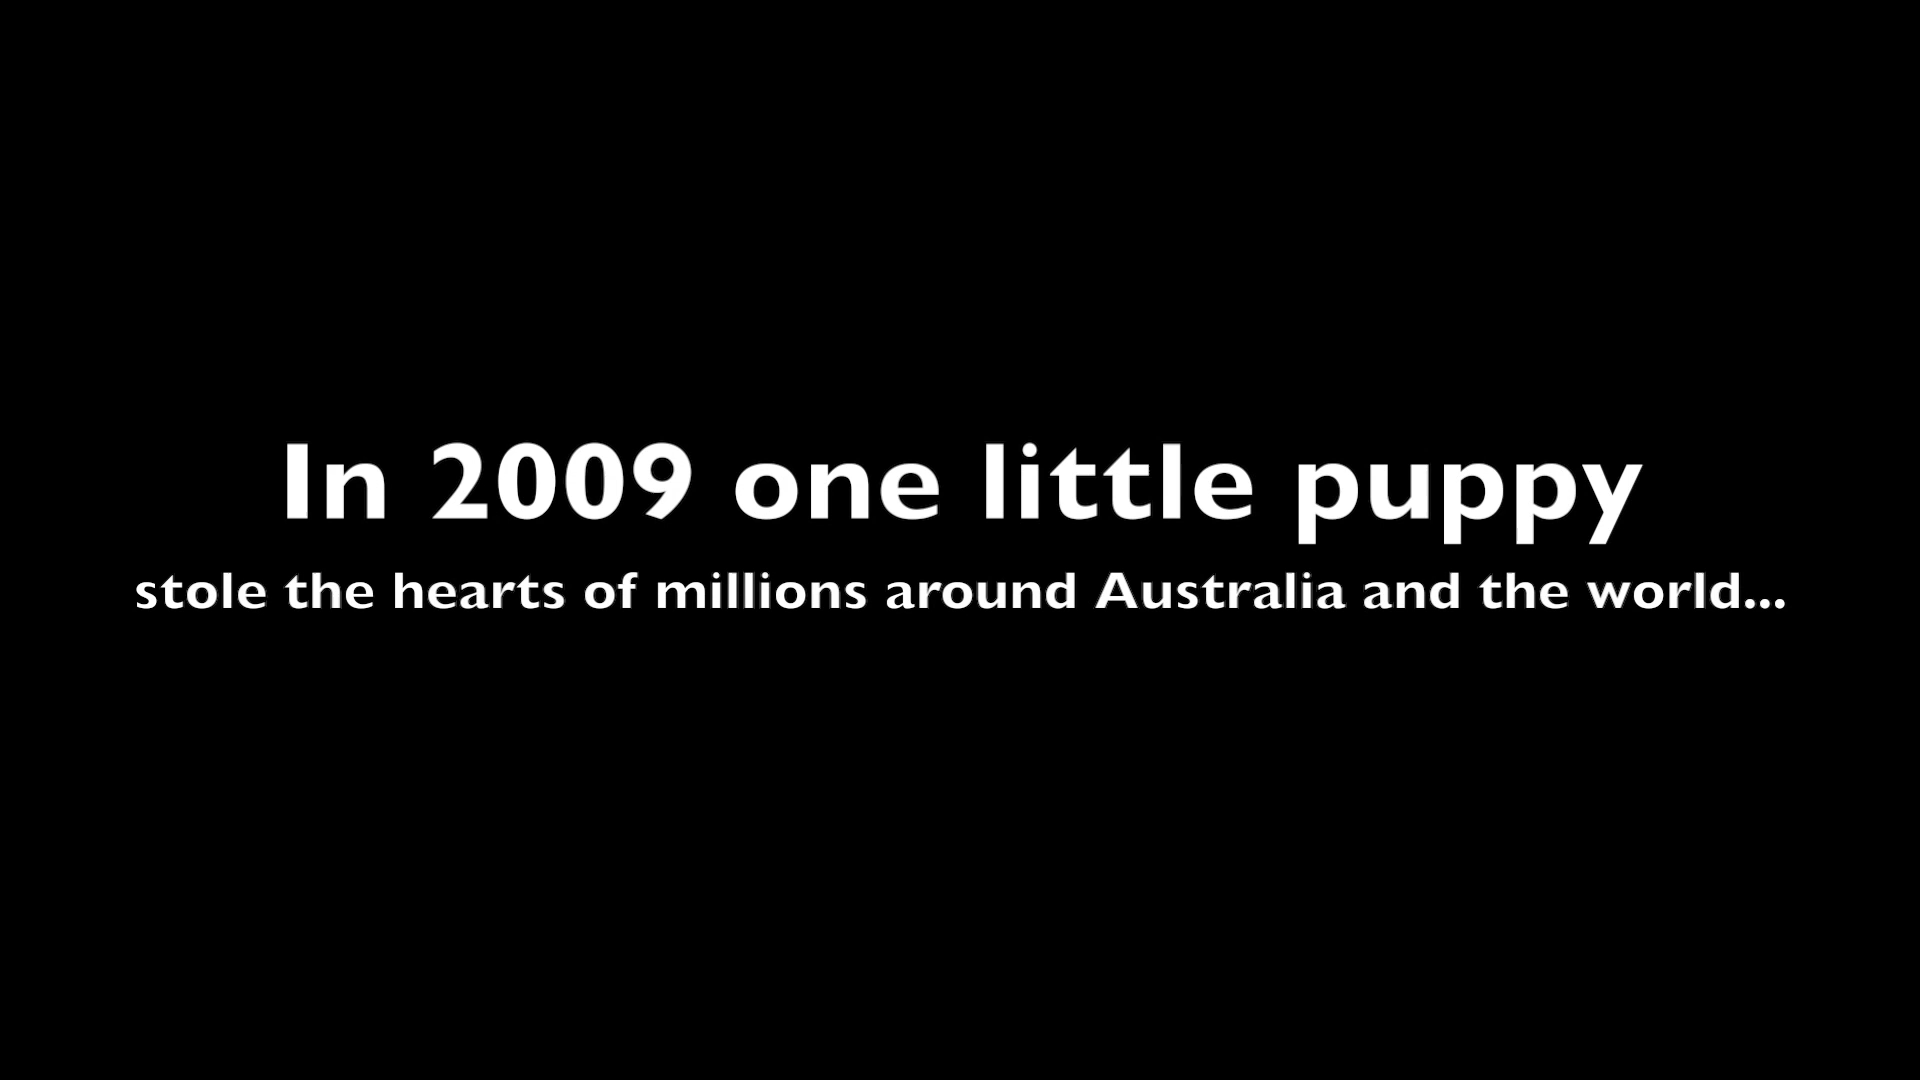 In 2009 one little puppy
stole the hearts of millions around Australia and the world...